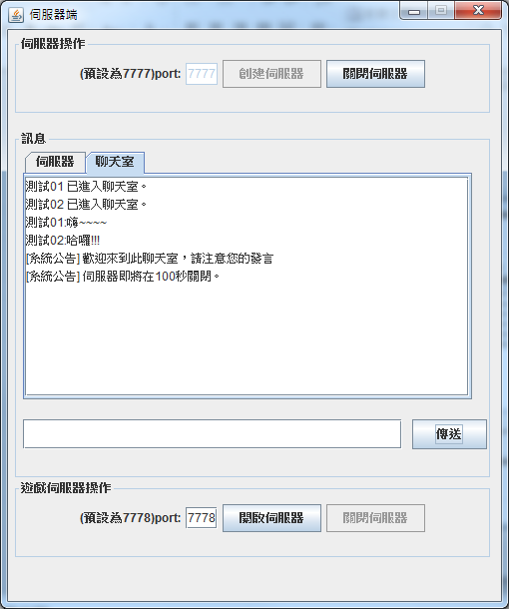 伺服器端
伺服器操作
(預設為7777)port: 7777 創建伺服器 關閉伺服器
訊息
伺服器 聊天室
測試01 已進入聊天室。
測試02 已進入聊天室。
測試01:嗨~~~~
測試02:哈囉!!!
[系統公告] 歡迎來到此聊天室，請注意您的發言
[系統公告] 伺服器即將在100秒關閉。
傳送
遊戲伺服器操作
(預設為7778)port: 7778 開啟伺服器 關閉伺服器